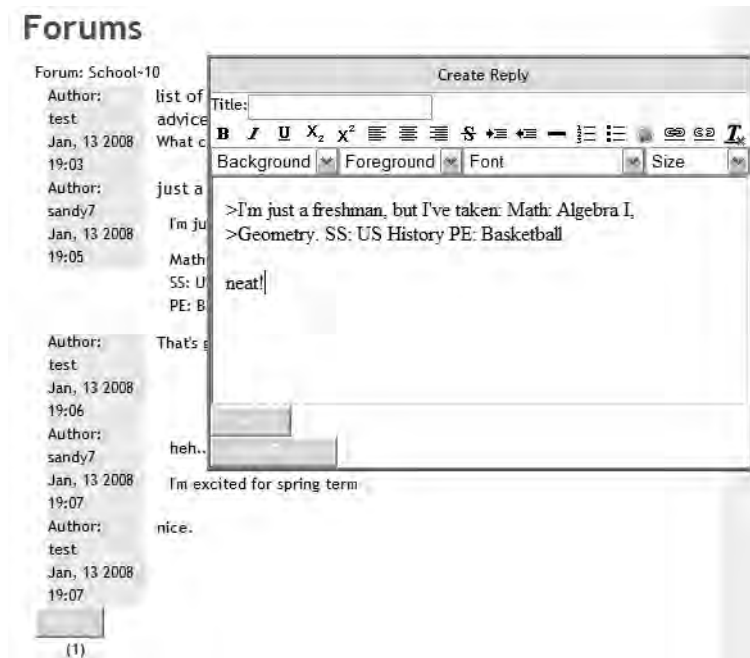 Forums
Forum: School-10
Author:
test
Jan, 13 2008
19:03
list of
advice
What c
Author:
sandy7
Jan, 13 2008
19:05
just a
I'm ju
Math
SS: U
PE: B
Author:
test
Jan, 13 2008
19:06
That's
Author:
sandy7
Jan, 13 2008
19:07
heh..
I'm excited for spring term
Author:
test
Jan, 13 2008
19:07
nice.
(1)
Create Reply
Title:
B I U X₂ X² S T
Background Foreground Font Size
>I'm just a freshman, but I've taken: Math: Algebra I,
>Geometry. SS: US History PE: Basketball
neat!